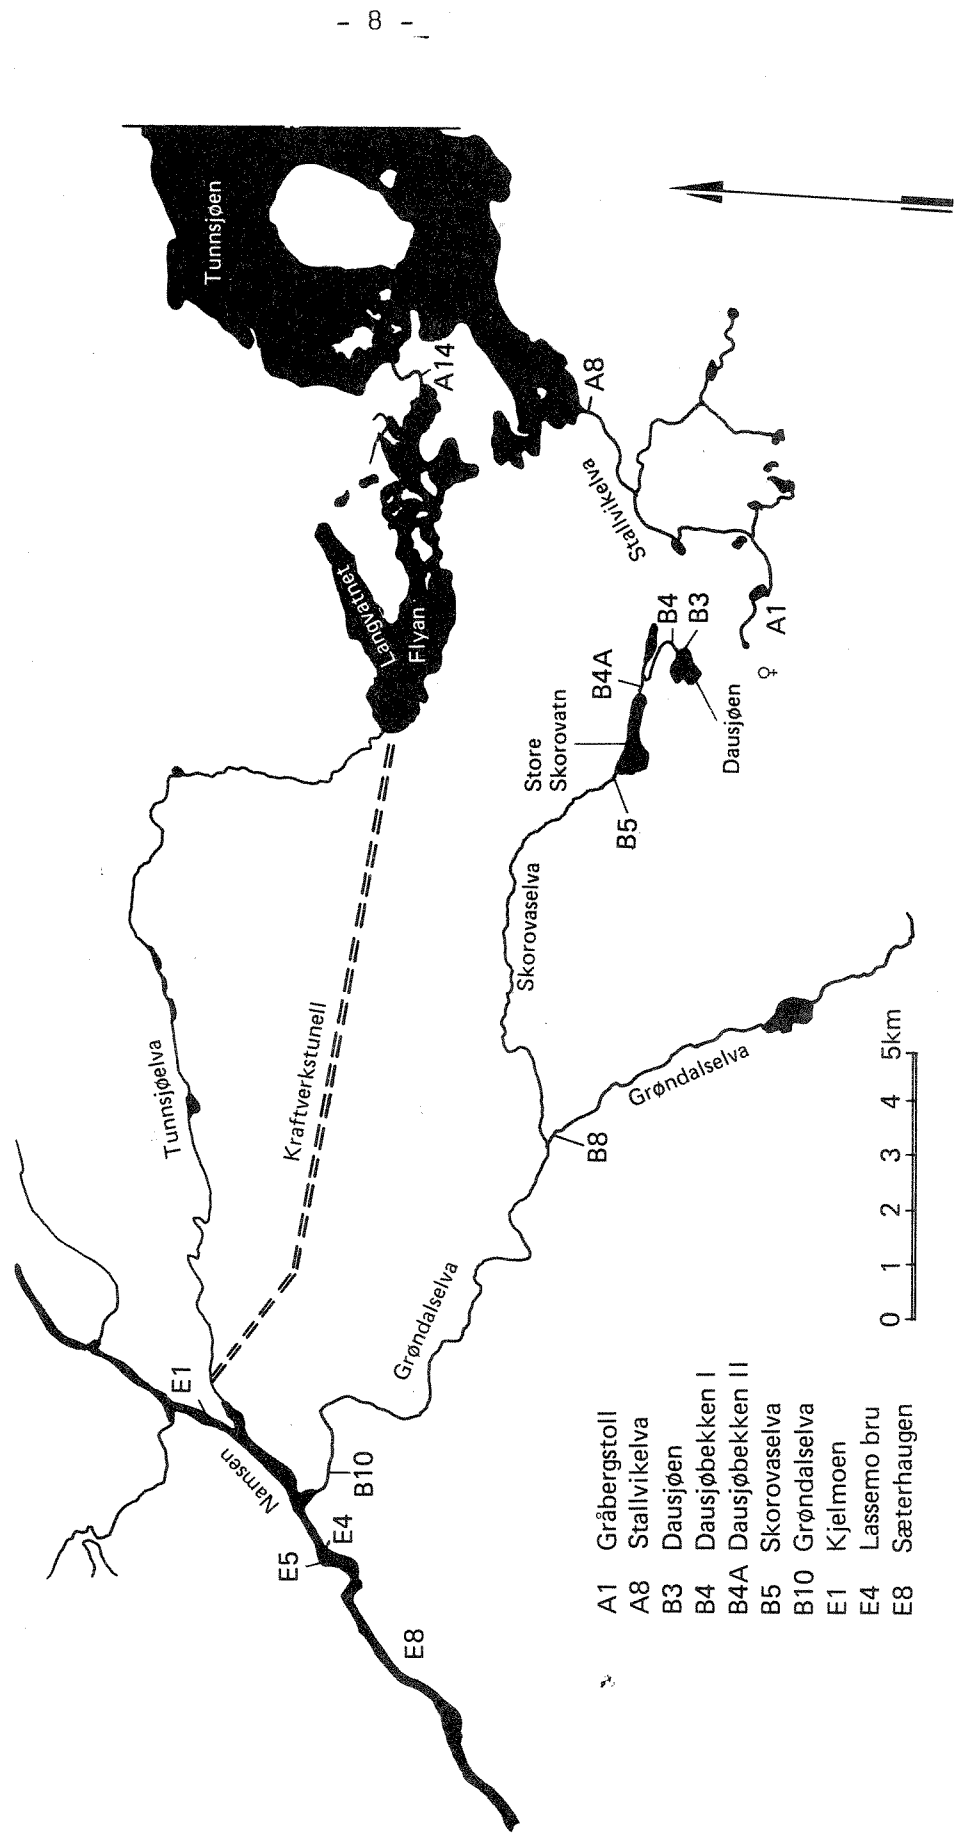 - 8 -
Tunnsjøen
A14
A8
Stallvikelva
Langvatnet
Flyan
A1
B4
B3
B4A
Dausjøen
Store
Skorovatn
B5
Skorovaselva
Tunnsjøelva
Kraftverkstunell
Grøndalselva
B8
Grøndalselva
E1
Namsen
B10
E4
E5
E8
0 1 2 3 4 5km
A1 Gråbergstoll
A8 Stallvikelva
B3 Dausjøen
B4 Dausjøbekken I
B4A Dausjøbekken II
B5 Skorovaselva
B10 Grøndalselva
E1 Kjelmoen
E4 Lassemo bru
E8 Sæterhaugen